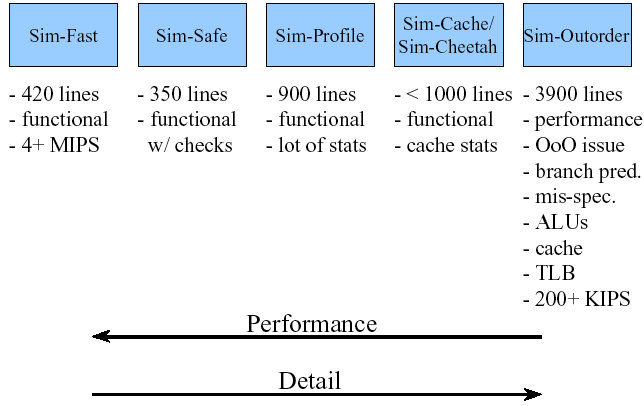 Sim-Fast
- 420 lines
- functional
- 4+ MIPS
Sim-Safe
- 350 lines
- functional
w/ checks
Sim-Profile
- 900 lines
- functional
- lot of stats
Sim-Cache/
Sim-Cheetah
- < 1000 lines
- functional
- cache stats
Sim-Outorder
- 3900 lines
- performance
- OoO issue
- branch pred.
- mis-spec.
- ALUs
- cache
- TLB
- 200+ KIPS
Performance
Detail